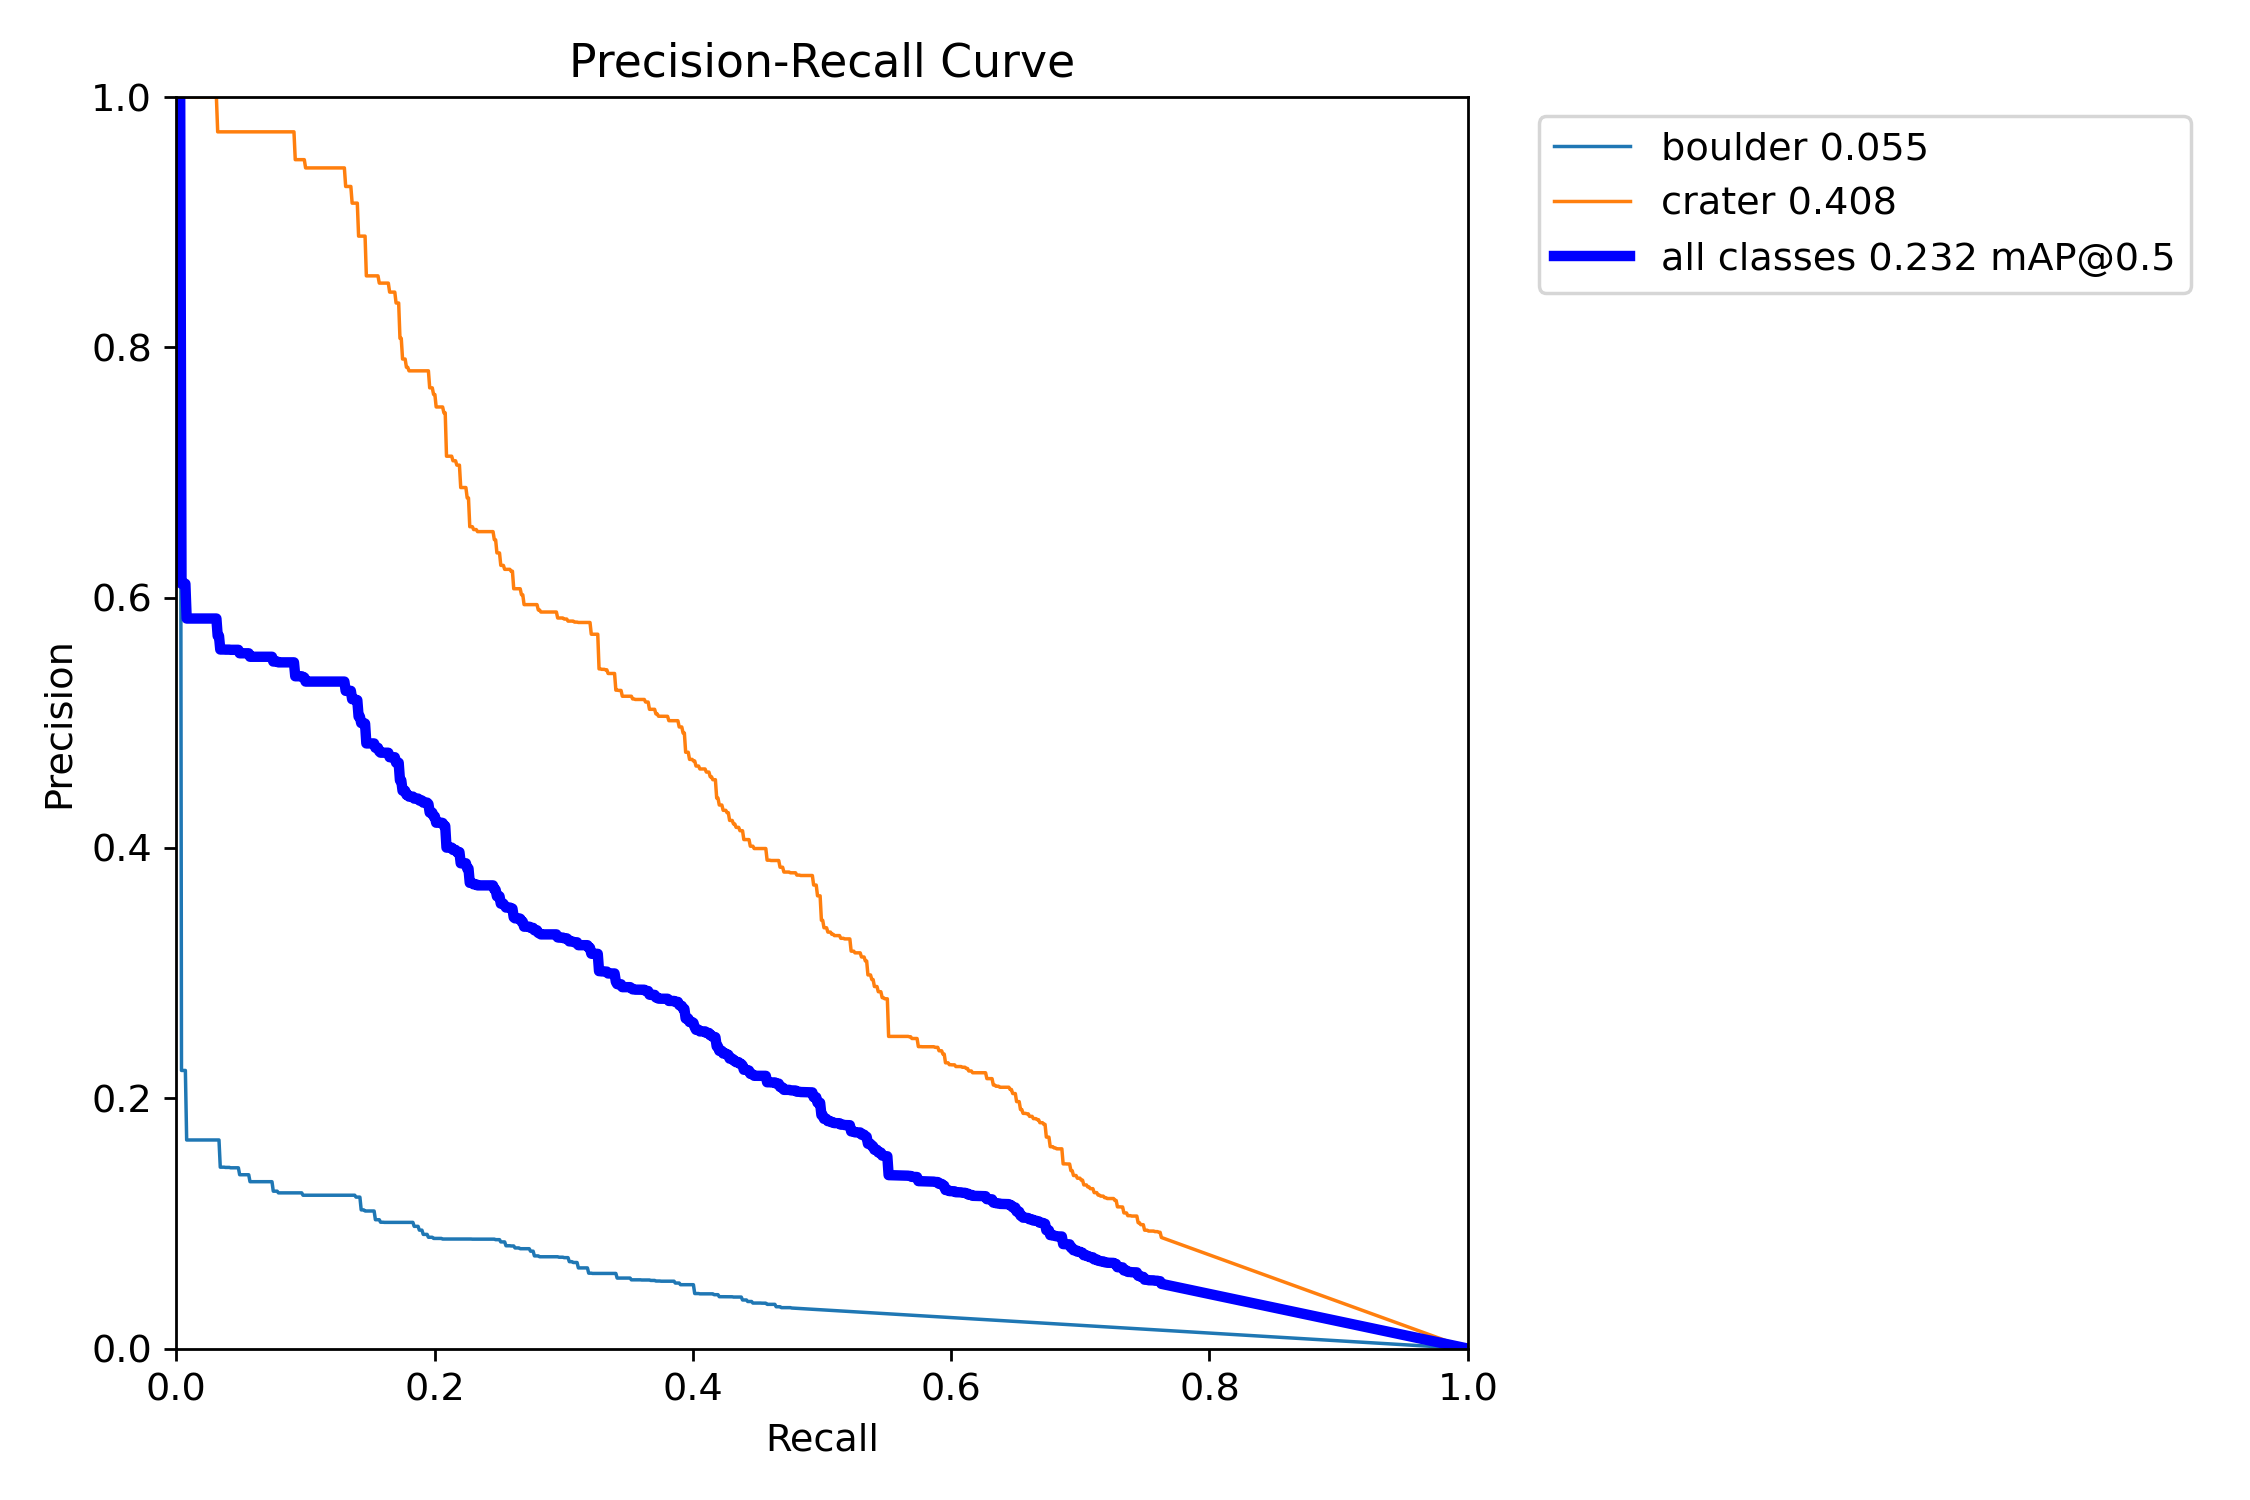 Precision-Recall Curve
boulder 0.055
crater 0.408
all classes 0.232 mAP@0.5
1.0
0.8
0.6
0.4
0.2
0.0
Precision
0.0 0.2 0.4 0.6 0.8 1.0
Recall